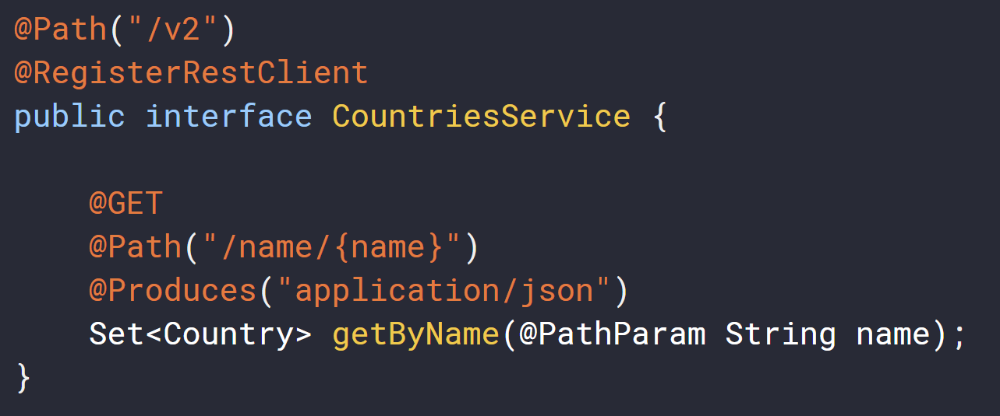 @Path("/v2")
@RegisterRestClient
public interface CountriesService {
@GET
@Path("/name/{name}")
@Produces("application/json")
Set<Country> getByName(@PathParam String name);
}